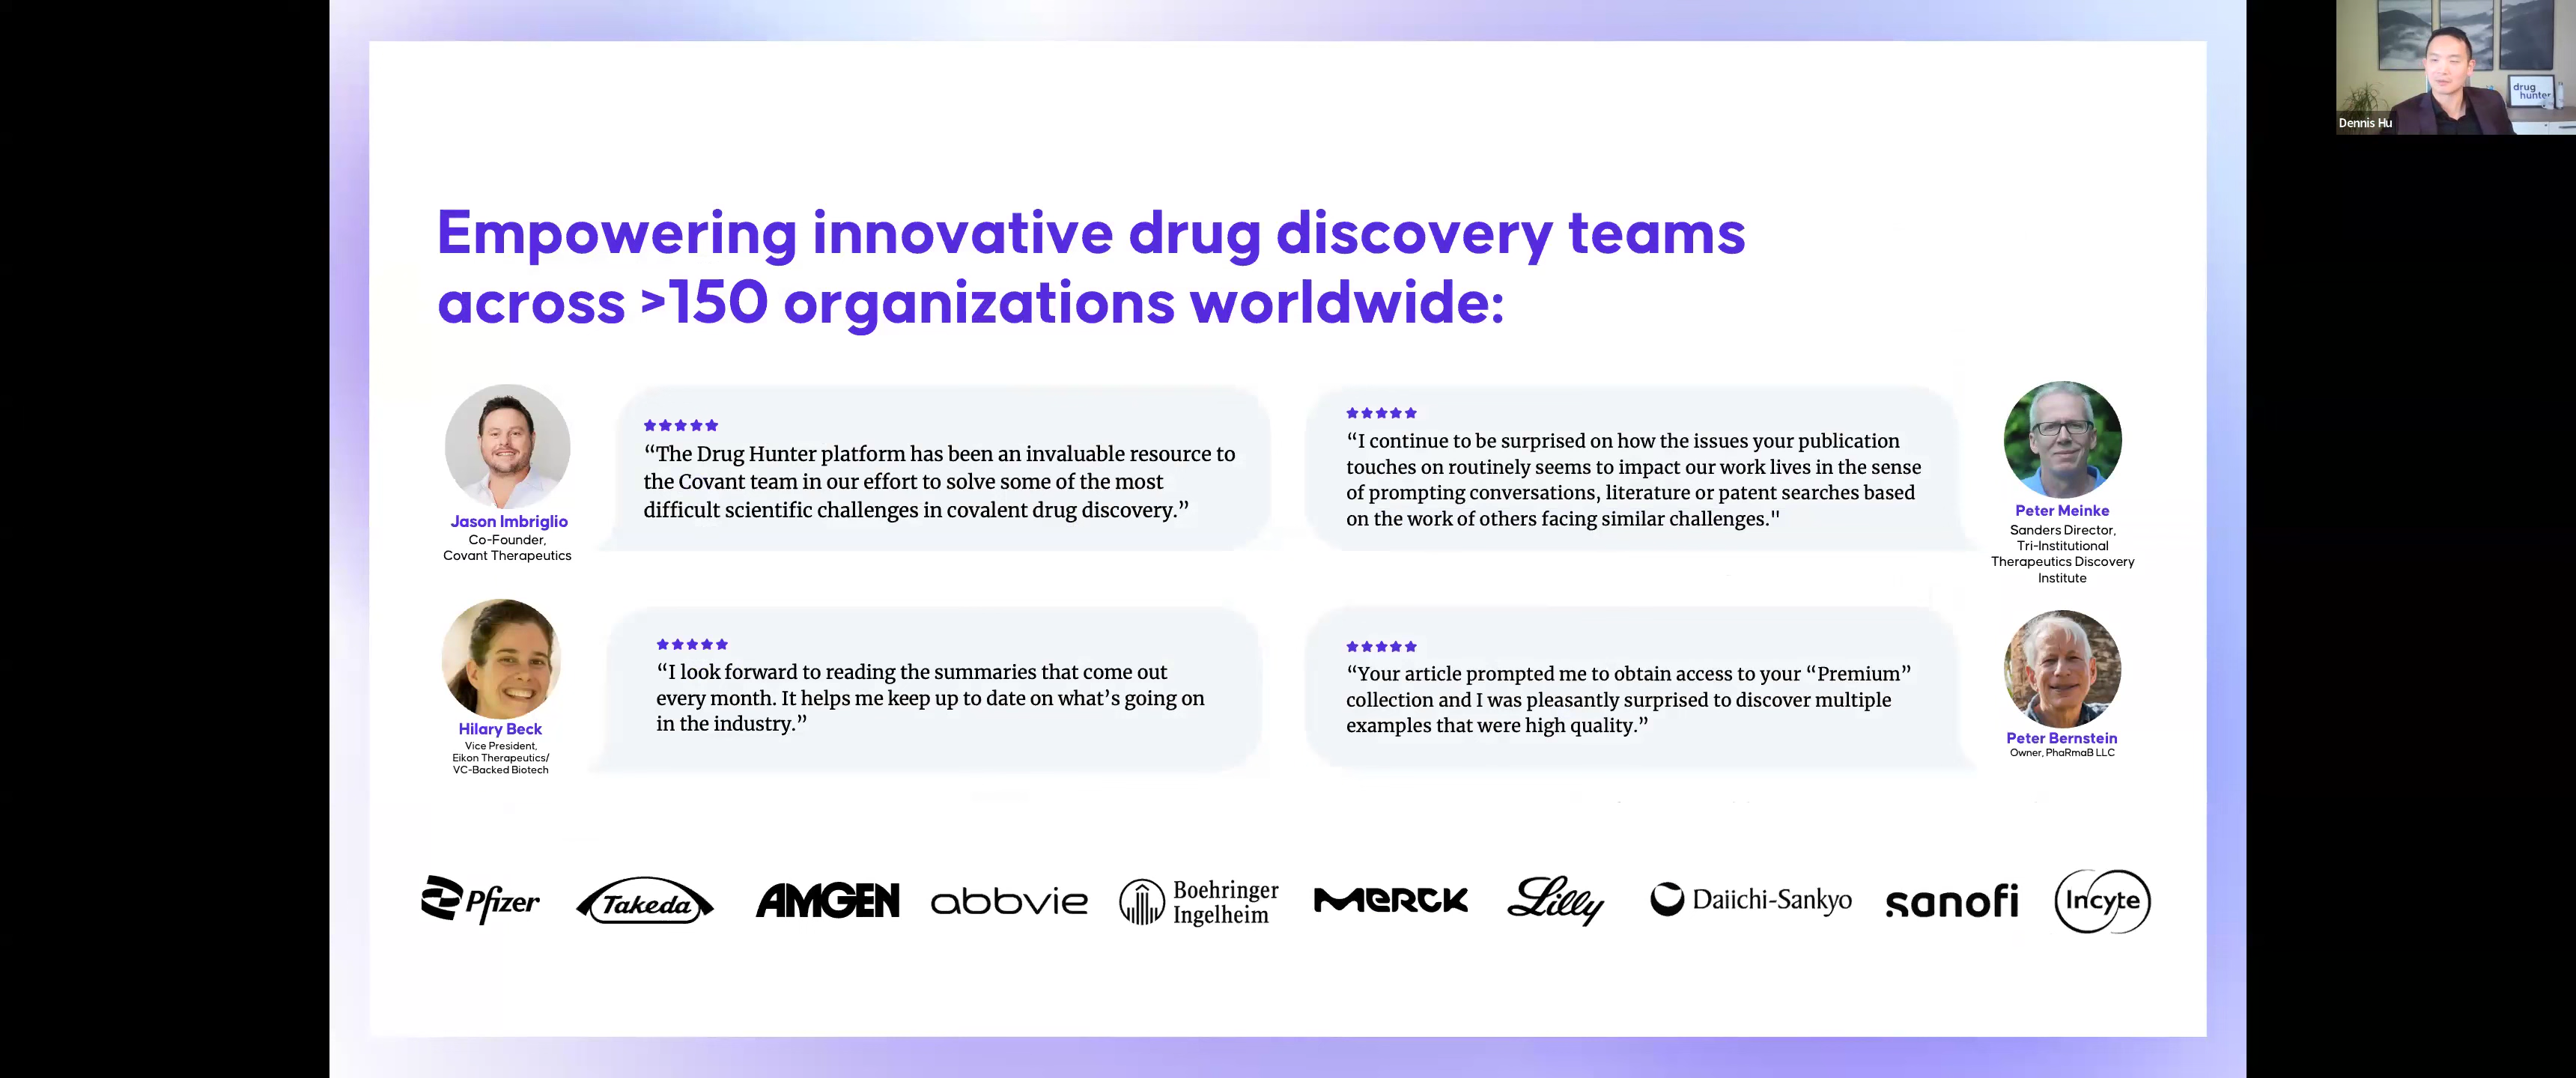 Empowering innovative drug discovery teams
across >150 organizations worldwide:
★★★★★
“The Drug Hunter platform has been an invaluable resource to
the Covant team in our effort to solve some of the most
difficult scientific challenges in covalent drug discovery.”
Jason Imbriglio
Co-Founder,
Covant Therapeutics
★★★★★
“I continue to be surprised on how the issues your publication
touches on routinely seems to impact our work lives in the sense
of prompting conversations, literature or patent searches based
on the work of others facing similar challenges."
Peter Meinke
Sanders Director,
Tri-Institutional
Therapeutics Discovery
Institute
★★★★★
“I look forward to reading the summaries that come out
every month. It helps me keep up to date on what’s going on
in the industry.”
Hilary Beck
Vice President,
Eikon Therapeutics/
VC-Backed Biotech
★★★★★
“Your article prompted me to obtain access to your “Premium”
collection and I was pleasantly surprised to discover multiple
examples that were high quality.”
Peter Bernstein
Owner, PhaRmaB LLC
Pfizer
Takeda
AMGEN
abbvie
Boehringer
Ingelheim
MERCK
Lilly
Daiichi-Sankyo
sanofi
Incyte
drug
hunter
Dennis Hu